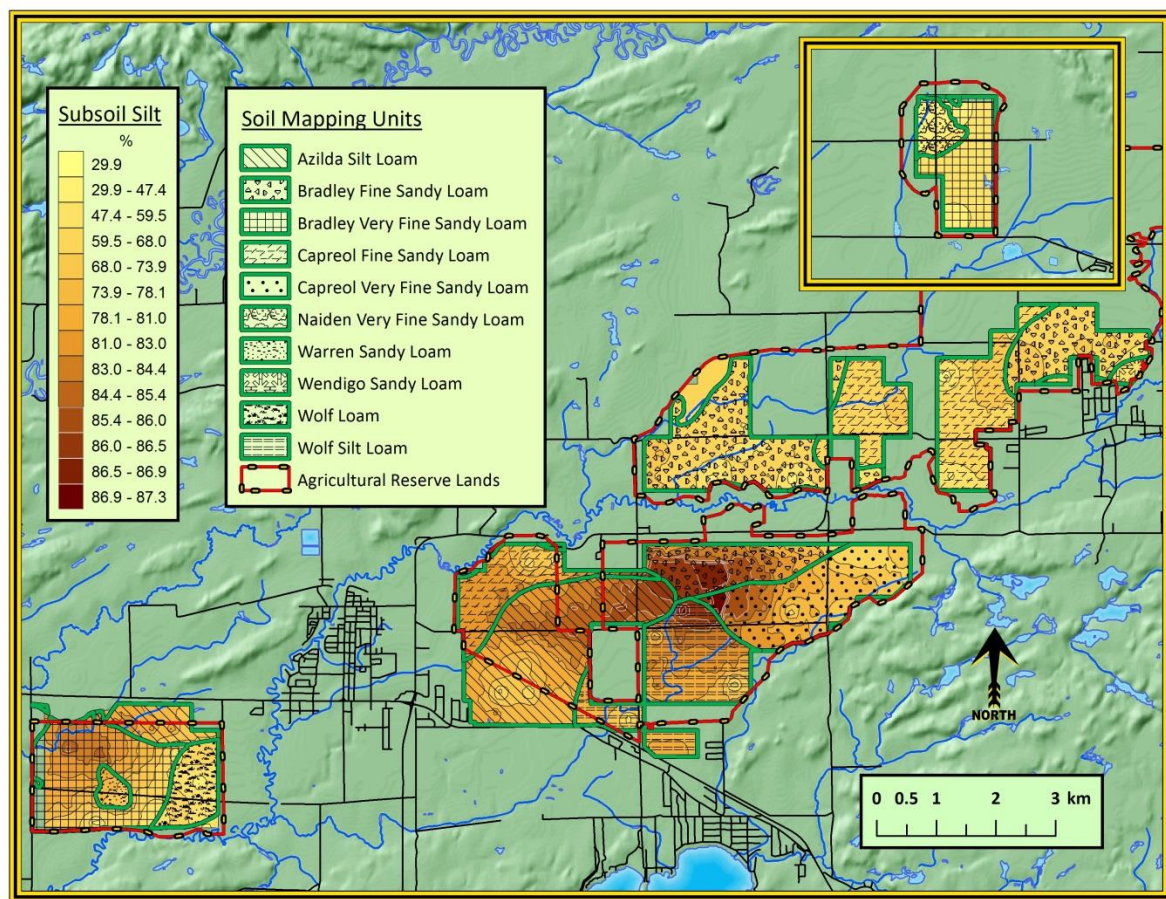 Subsoil Silt
%
29.9
29.9 - 47.4
47.4 - 59.5
59.5 - 68.0
68.0 - 73.9
73.9 - 78.1
78.1 - 81.0
81.0 - 83.0
83.0 - 84.4
84.4 - 85.4
85.4 - 86.0
86.0 - 86.5
86.5 - 86.9
86.9 - 87.3
Soil Mapping Units
Azilda Silt Loam
Bradley Fine Sandy Loam
Bradley Very Fine Sandy Loam
Capreol Fine Sandy Loam
Capreol Very Fine Sandy Loam
Naiden Very Fine Sandy Loam
Warren Sandy Loam
Wendigo Sandy Loam
Wolf Loam
Wolf Silt Loam
Agricultural Reserve Lands
NORTH
0 0.5 1 2 3 km